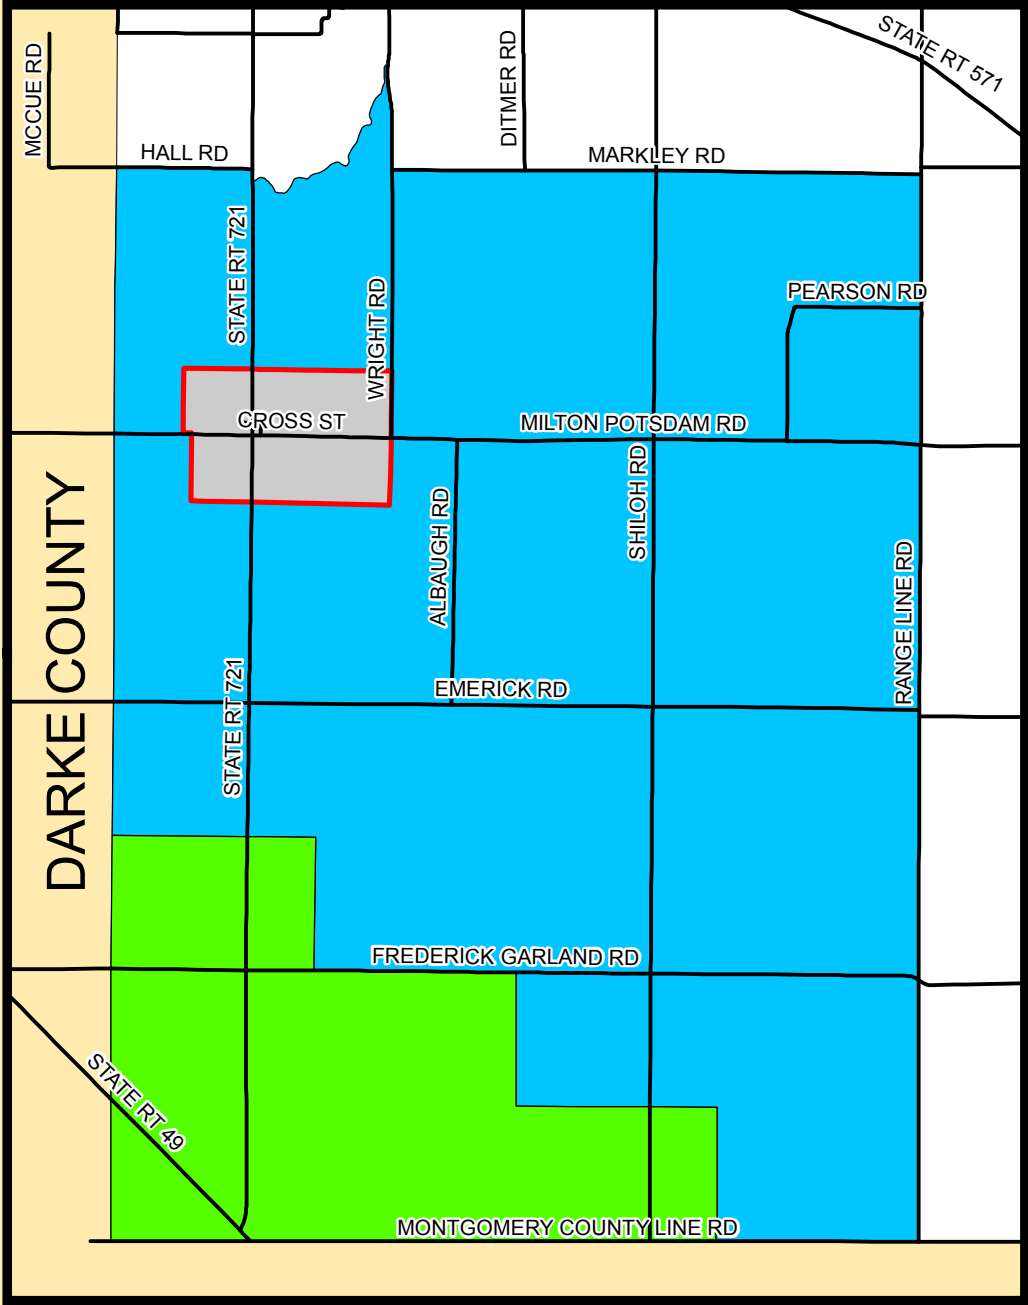 STATE RT 571
MCCUE RD
DITMER RD
HALL RD
MARKLEY RD
STATE RT 721
WRIGHT RD
PEARSON RD
CROSS ST
MILTON POTSDAM RD
SHILOH RD
ALBAUGH RD
RANGE LINE RD
DARKE COUNTY
STATE RT 721
EMERICK RD
FREDERICK GARLAND RD
STATE RT 49
MONTGOMERY COUNTY LINE RD